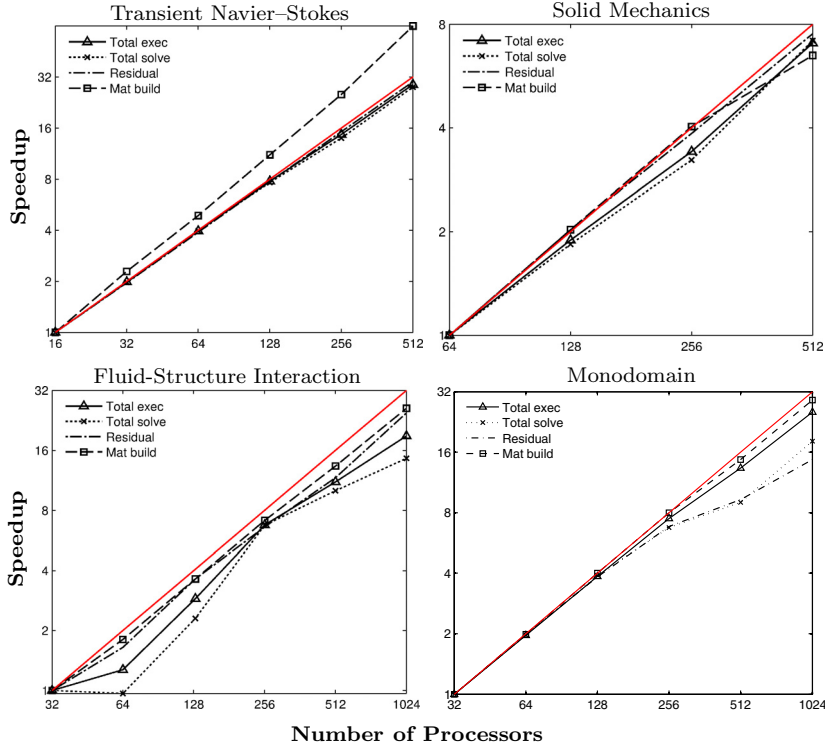 Transient Navier–Stokes
Total exec
Total solve
Residual
Mat build
32
16
8
4
2
1
16 32 64 128 256 512
Speedup
Solid Mechanics
8
Total exec
Total solve
Residual
Mat build
4
2
1
64 128 256 512
Fluid-Structure Interaction
32
Total exec
Total solve
Residual
Mat build
16
8
4
2
1
32 64 128 256 512 1024
Speedup
Monodomain
32
Total exec
Total solve
Residual
Mat build
16
8
4
2
1
32 64 128 256 512 1024
Number of Processors